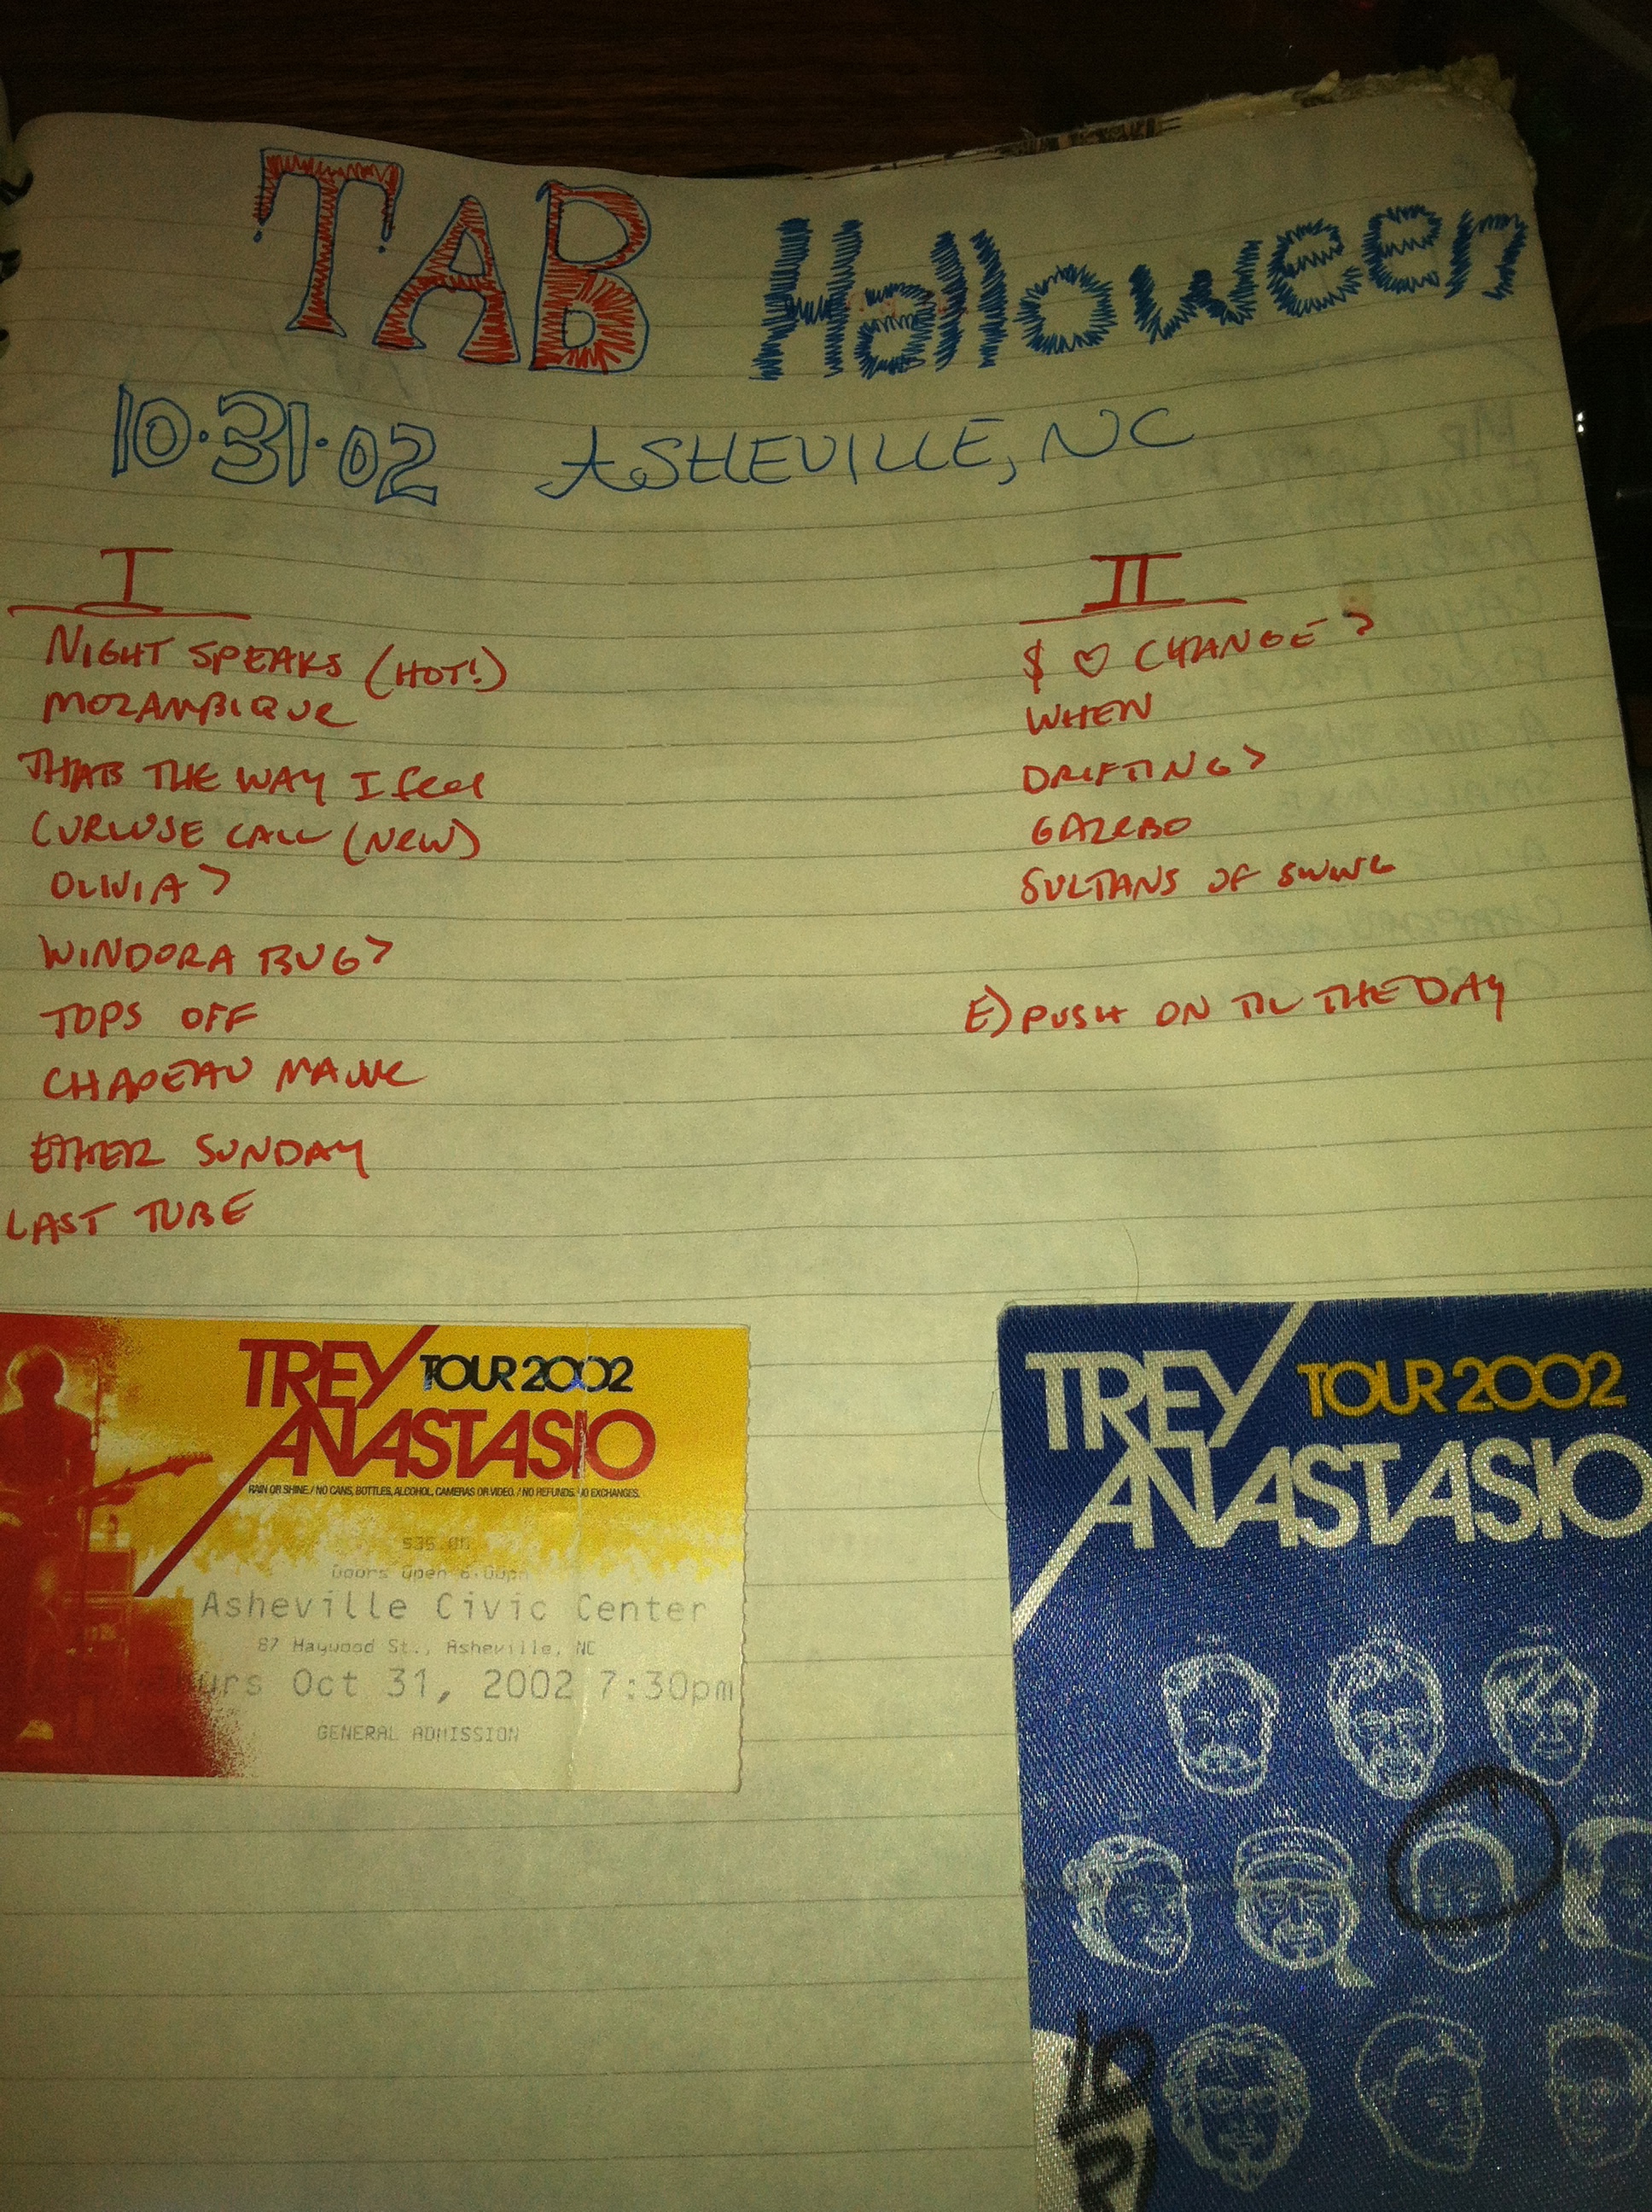 TAB Halloween
10·31·02 ASHEVILLE, NC
I
NIGHT SPEAKS (HOT!)
MOZAMBIQUE
THATS THE WAY I feel
CURLUSE CALL (NEW)
OLIVIA >
WINDORA BUG >
TOPS OFF
CHAPEAU
ETHER SUNDAY
LAST TUBE
II
$ ♡ CHANGE >
WHEN
DRIFTING >
GAZEBO
SULTANS OF SWING
E) PUSH ON TIL THE DAY
TREY TOUR 2002
ANASTASIO
RAIN OR SHINE / NO CANS, BOTTLES, ALCOHOL, CAMERAS OR VIDEO. / NO REFUNDS. NO EXCHANGES.
Doors Open 6:00pm
Asheville Civic Center
87 Haywood St., Asheville, NC
Thurs Oct 31, 2002 7:30pm
GENERAL ADMISSION
TREY TOUR 2002
ANASTASIO
10